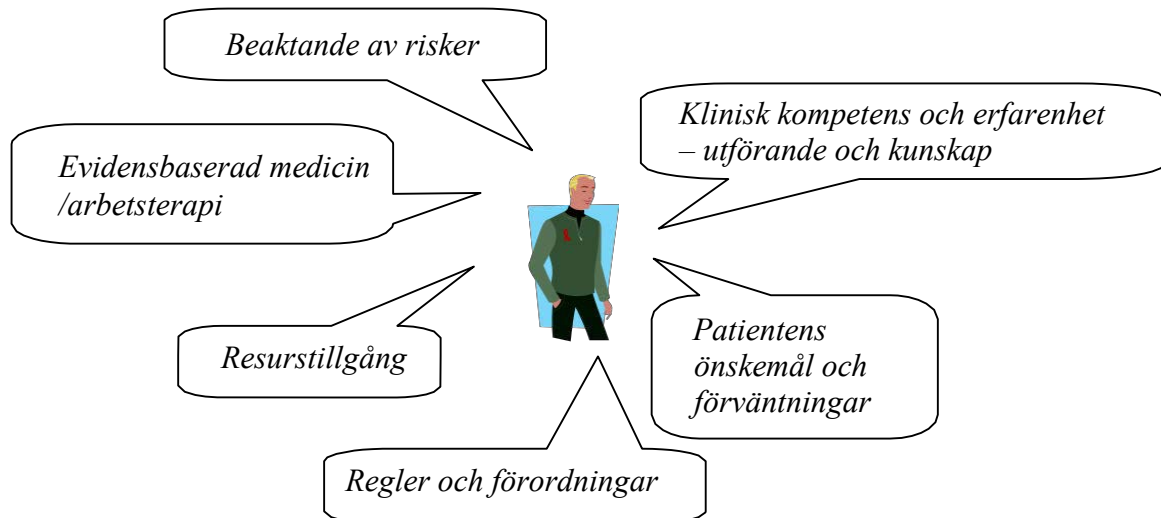 Beaktande av risker
Klinisk kompetens och erfarenhet
– utförande och kunskap
Evidensbaserad medicin
/arbetsterapi
Resurstillgång
Patientens
önskemål och
förväntningar
Regler och förordningar